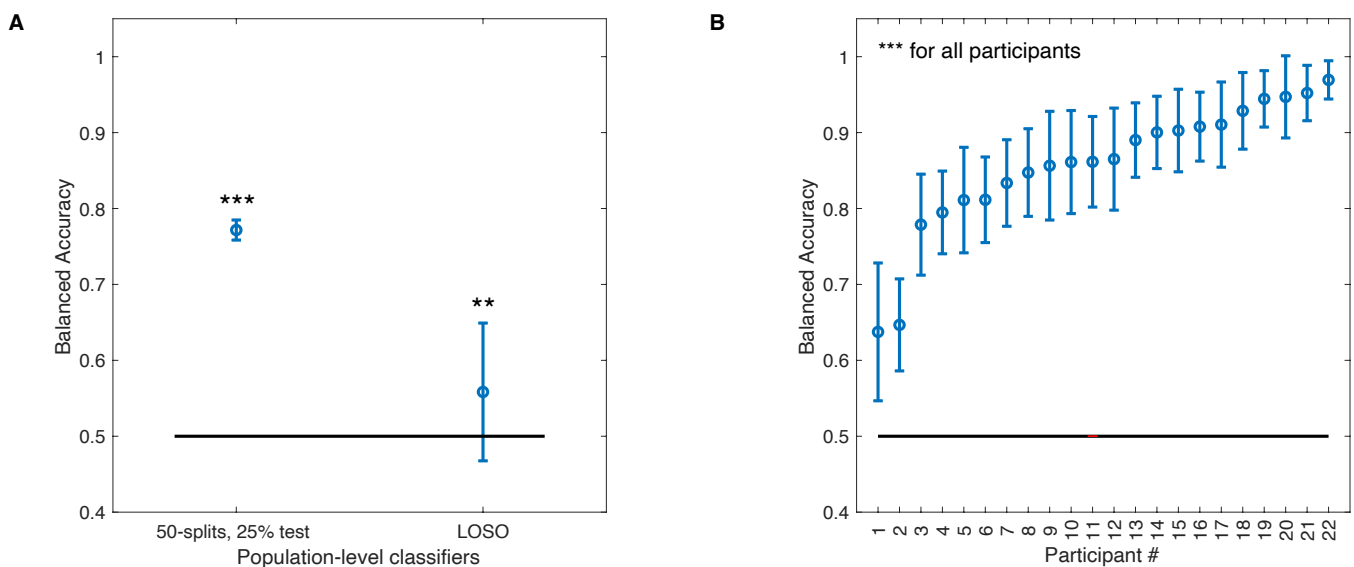 A
Balanced Accuracy
1
0.9
0.8
0.7
0.6
0.5
0.4
***
**
50-splits, 25% test
LOSO
Population-level classifiers
B
*** for all participants
Balanced Accuracy
1
0.9
0.8
0.7
0.6
0.5
0.4
1 2 3 4 5 6 7 8 9 10 11 12 13 14 15 16 17 18 19 20 21 22
Participant #